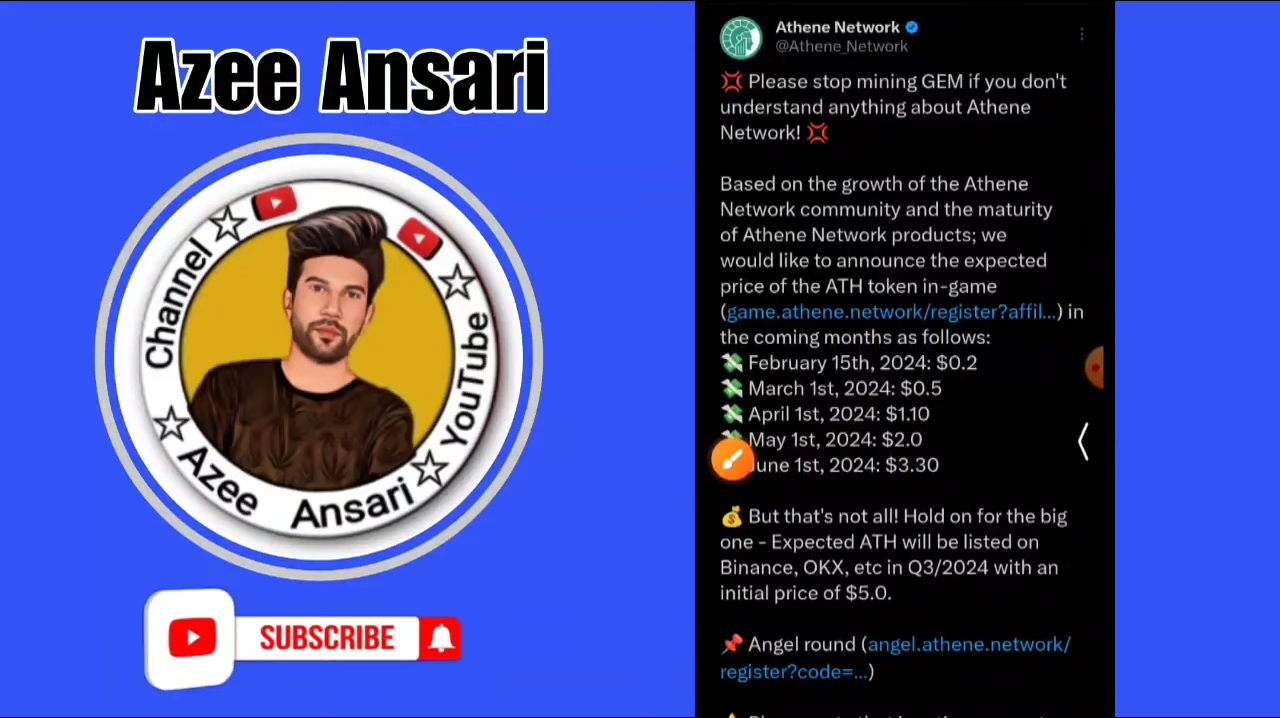 Azee Ansari
Channel
YouTube
Azee Ansari
SUBSCRIBE
Athene Network
@Athene_Network
💢 Please stop mining GEM if you don't
understand anything about Athene
Network! 💢
Based on the growth of the Athene
Network community and the maturity
of Athene Network products; we
would like to announce the expected
price of the ATH token in-game
(game.athene.network/register?affil...) in
the coming months as follows:
💸 February 15th, 2024: $0.2
💸 March 1st, 2024: $0.5
💸 April 1st, 2024: $1.10
💸 May 1st, 2024: $2.0
une 1st, 2024: $3.30
💰 But that's not all! Hold on for the big
one - Expected ATH will be listed on
Binance, OKX, etc in Q3/2024 with an
initial price of $5.0.
📌 Angel round (angel.athene.network/
register?code=...)